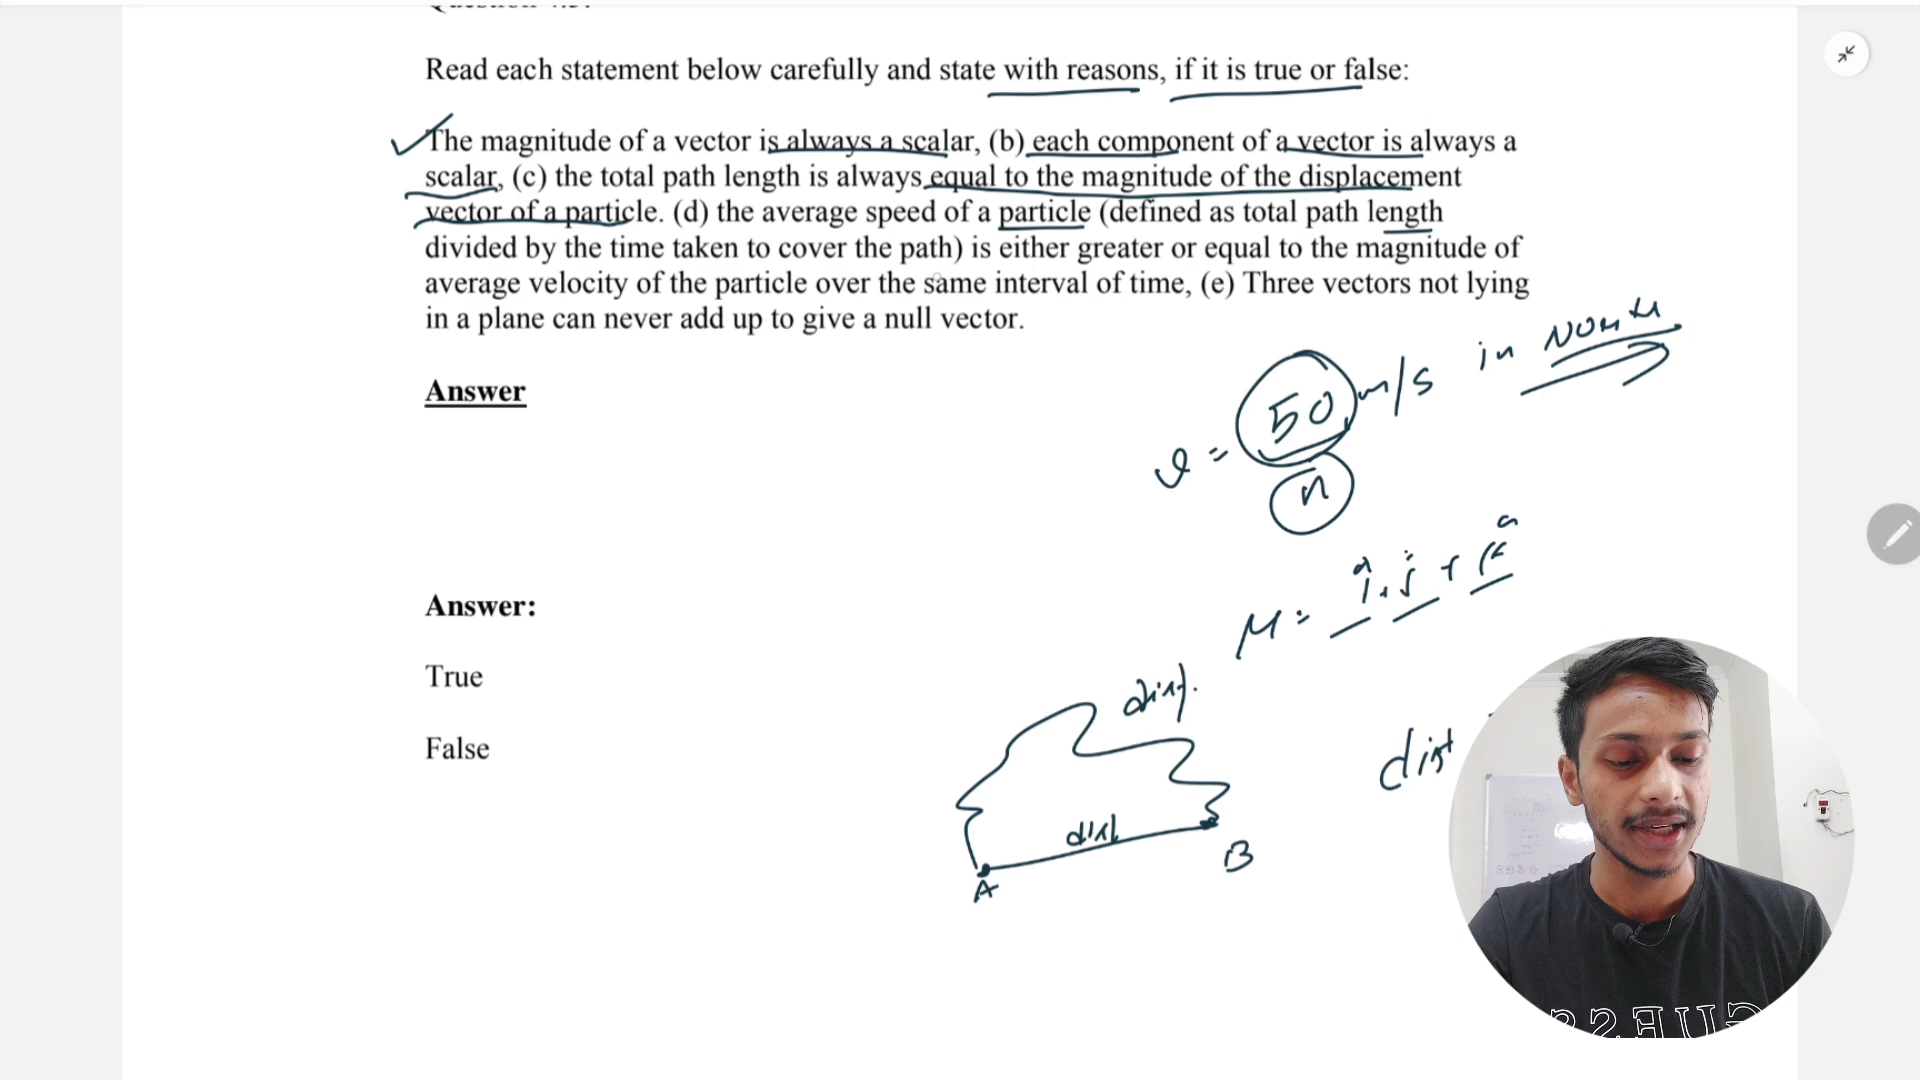 Read each statement below carefully and state with reasons, if it is true or false:
The magnitude of a vector is always a scalar, (b) each component of a vector is always a
scalar, (c) the total path length is always equal to the magnitude of the displacement
vector of a particle. (d) the average speed of a particle (defined as total path length
divided by the time taken to cover the path) is either greater or equal to the magnitude of
average velocity of the particle over the same interval of time, (e) Three vectors not lying
in a plane can never add up to give a null vector.
Answer
50 m/s in
n
Answer:
True
False
dist
A
B